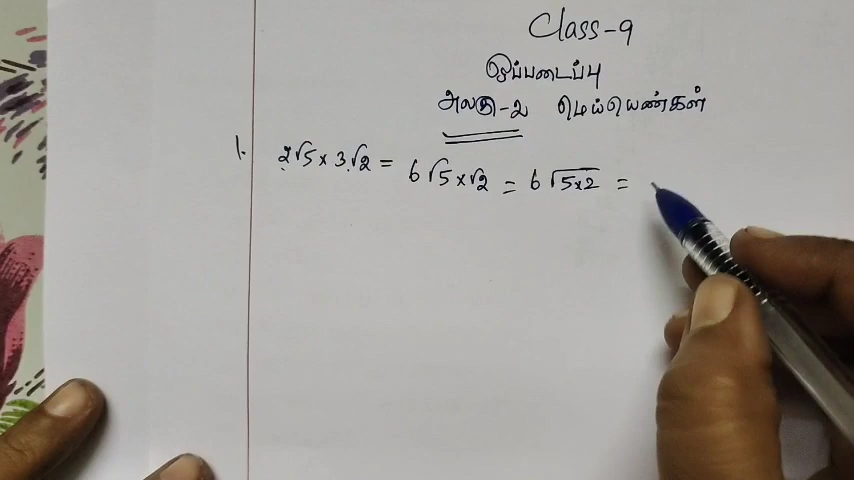 Class-9
ஒப்படைப்பு
அலகு-2 மெய்யெண்கள்
1. 2√5 × 3√2 = 6√5 × √2 = 6√5×2 =